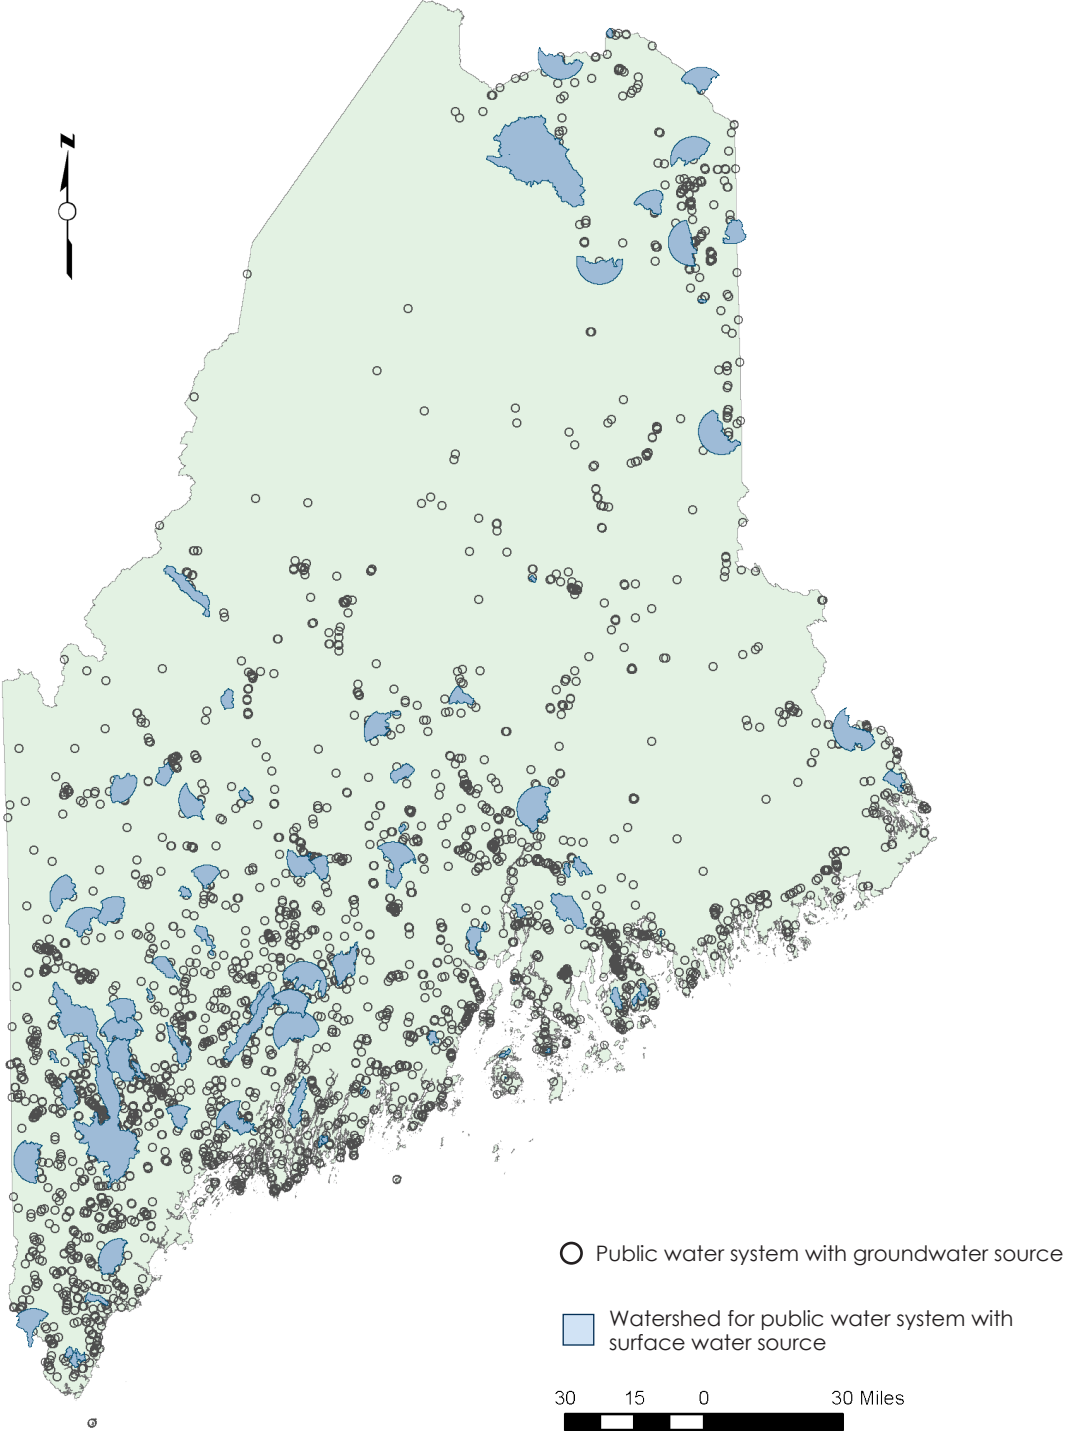 N
Public water system with groundwater source
Watershed for public water system with
surface water source
30 15 0 30 Miles